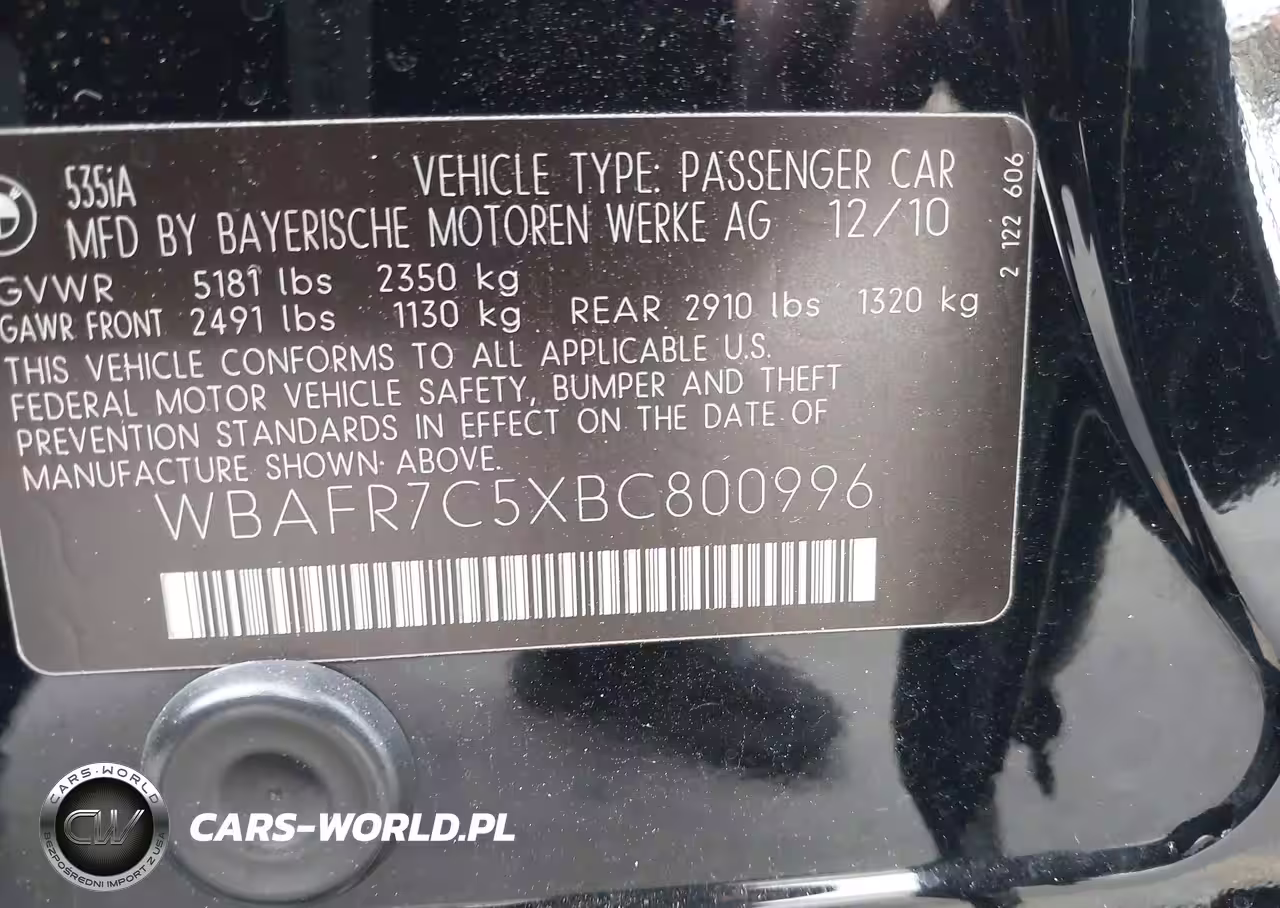 535iA
VEHICLE TYPE: PASSENGER CAR
MFD BY BAYERISCHE MOTOREN WERKE AG 12/10
GVWR 5181 lbs 2350 kg
GAWR FRONT 2491 lbs 1130 kg REAR 2910 lbs 1320 kg
THIS VEHICLE CONFORMS TO ALL APPLICABLE U.S.
FEDERAL MOTOR VEHICLE SAFETY, BUMPER AND THEFT
PREVENTION STANDARDS IN EFFECT ON THE DATE OF
MANUFACTURE SHOWN ABOVE.
WBAFR7C5XBC800996
2 122 606
CARS-WORLD
CW
BEZPOŚREDNI IMPORT Z USA
CARS-WORLD.PL